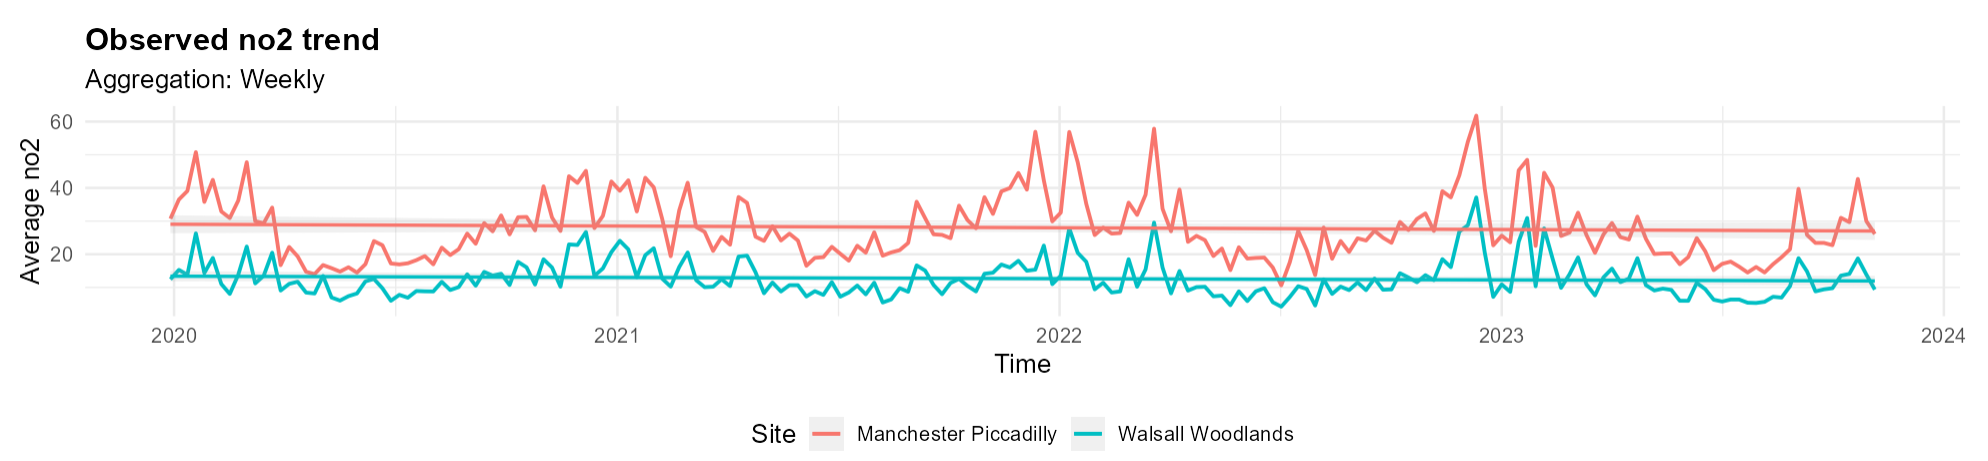 Observed no2 trend
Aggregation: Weekly
Average no2
60
40
20
2020 2021 2022 2023 2024
Time
Site Manchester Piccadilly Walsall Woodlands